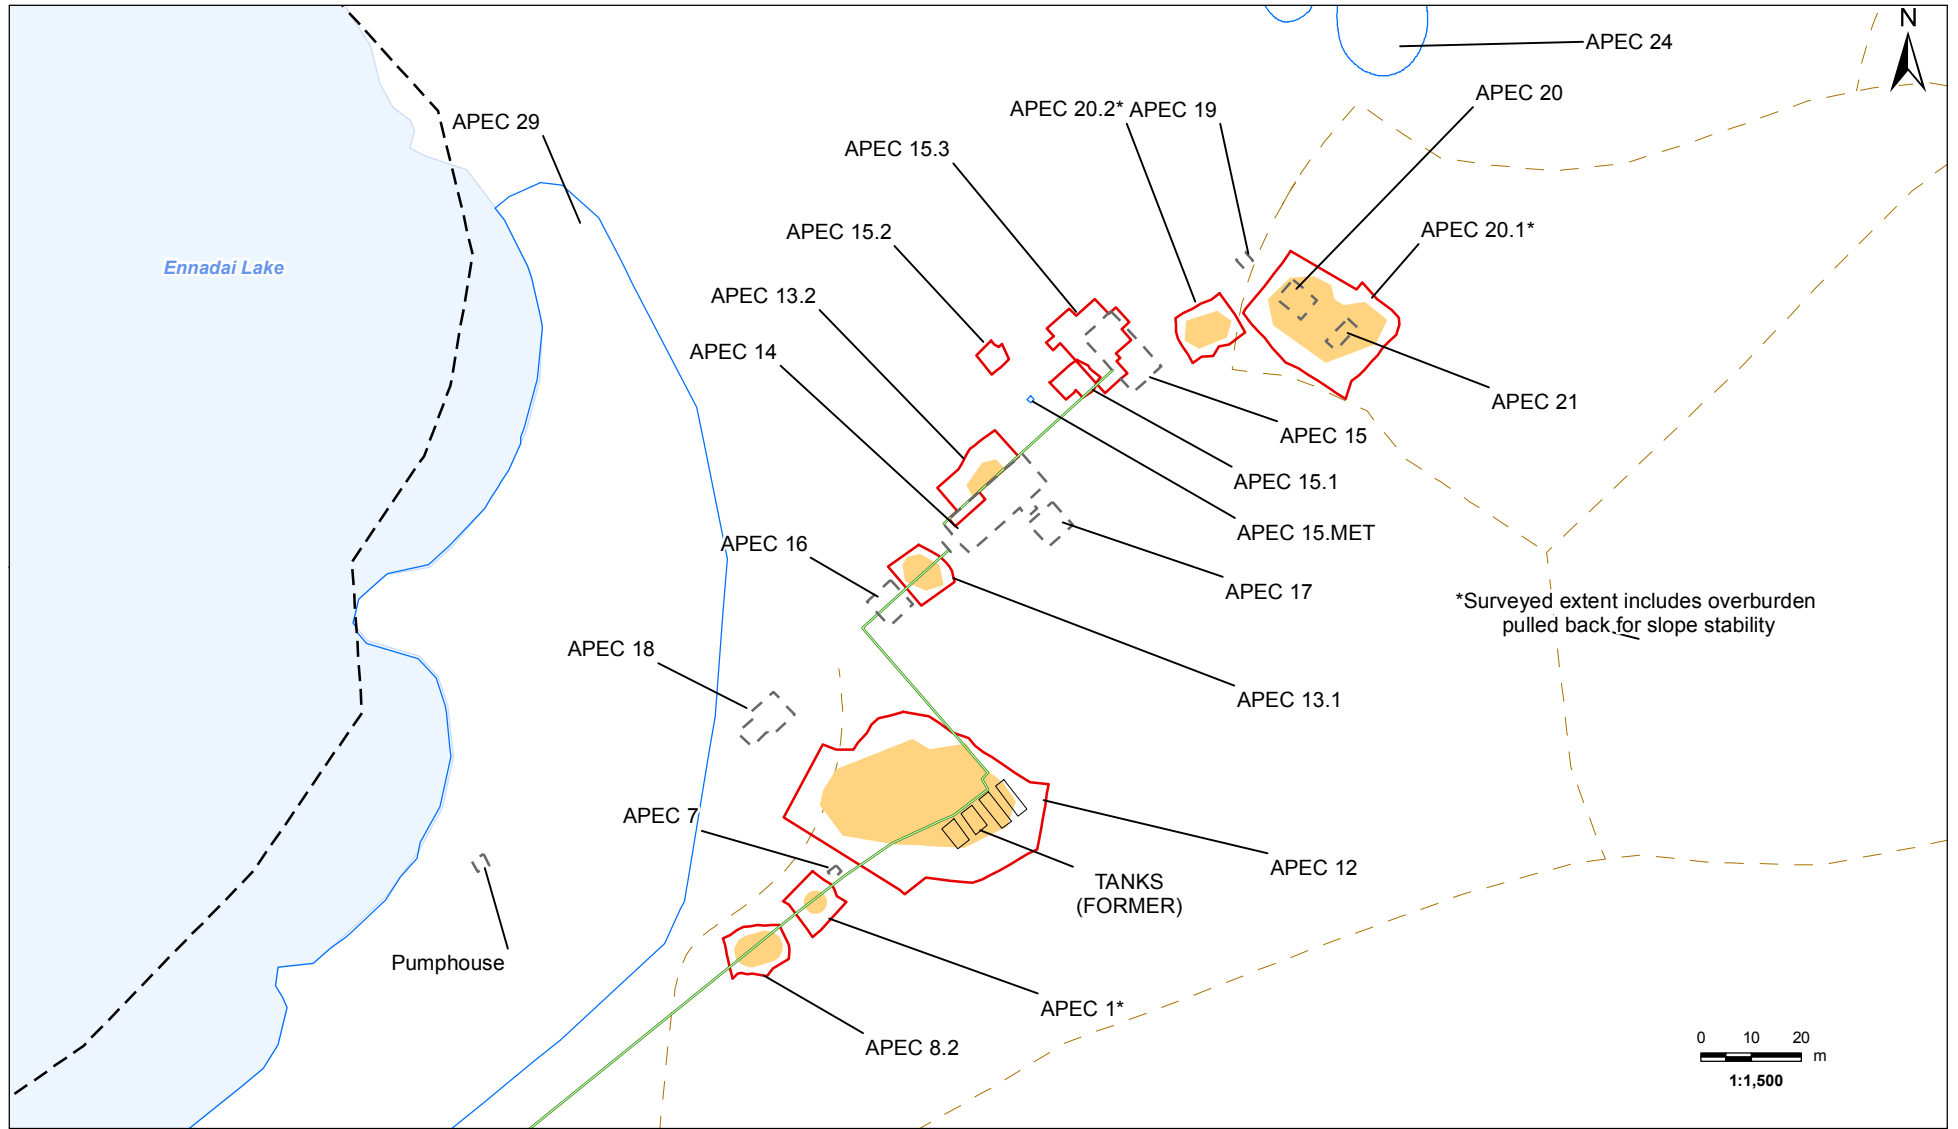 N
APEC 24
APEC 20
APEC 20.2* APEC 19
APEC 29
APEC 15.3
APEC 15.2
APEC 20.1*
Ennadai Lake
APEC 13.2
APEC 14
APEC 21
APEC 15
APEC 15.1
APEC 15.MET
APEC 16
APEC 17
*Surveyed extent includes overburden
pulled back for slope stability
APEC 18
APEC 13.1
APEC 7
APEC 12
TANKS
(FORMER)
Pumphouse
APEC 1*
APEC 8.2
0 10 20
m
1:1,500